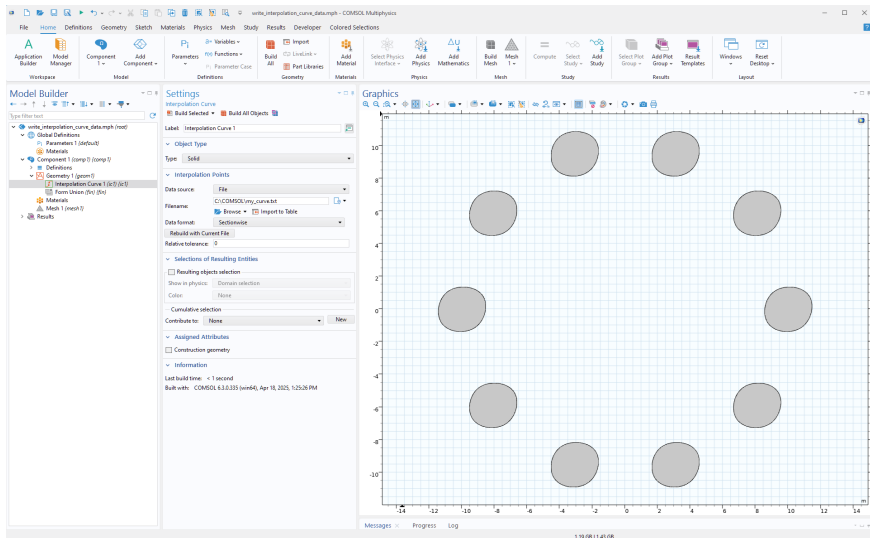 write_interpolation_curve_data.mph - COMSOL Multiphysics
File Home Definitions Geometry Sketch Materials Physics Mesh Study Results Developer Colored Selections
Application Builder
Model Manager
Workspace
Component 1
Add Component
Model
Parameters
Variables
Functions
Parameter Case
Definitions
Build All
Import
LiveLink
Part Libraries
Geometry
Add Material
Materials
Select Physics Interface
Add Physics
Add Mathematics
Physics
Build Mesh
Mesh 1
Mesh
Compute
Select Study
Add Study
Study
Select Plot Group
Add Plot Group
Result Templates
Results
Windows
Reset Desktop
Layout
Model Builder
Type filter text
write_interpolation_curve_data.mph (root)
Global Definitions
Parameters 1 (default)
Materials
Component 1 (comp1) (comp1)
Definitions
Geometry 1 (geom1)
Interpolation Curve 1 (ic1) (ic1)
Form Union (fin) (fin)
Materials
Mesh 1 (mesh1)
Results
Settings
Interpolation Curve
Build Selected Build All Objects
Label: Interpolation Curve 1
Object Type
Type: Solid
Interpolation Points
Data source: File
Filename: C:\COMSOL\my_curve.txt
Browse Import to Table
Data format: Sectionwise
Rebuild with Current File
Relative tolerance: 0
Selections of Resulting Entities
Resulting objects selection
Show in physics: Domain selection
Color: None
Cumulative selection
Contribute to: None New
Assigned Attributes
Construction geometry
Information
Last build time: < 1 second
Built with: COMSOL 6.3.0.335 (win64), Apr 18, 2025, 1:25:26 PM
Graphics
m
10
8
6
4
2
0
-2
-4
-6
-8
-10
-14 -12 -10 -8 -6 -4 -2 0 2 4 6 8 10 12 14
m
Messages Progress Log
1.19 GB | 1.43 GB